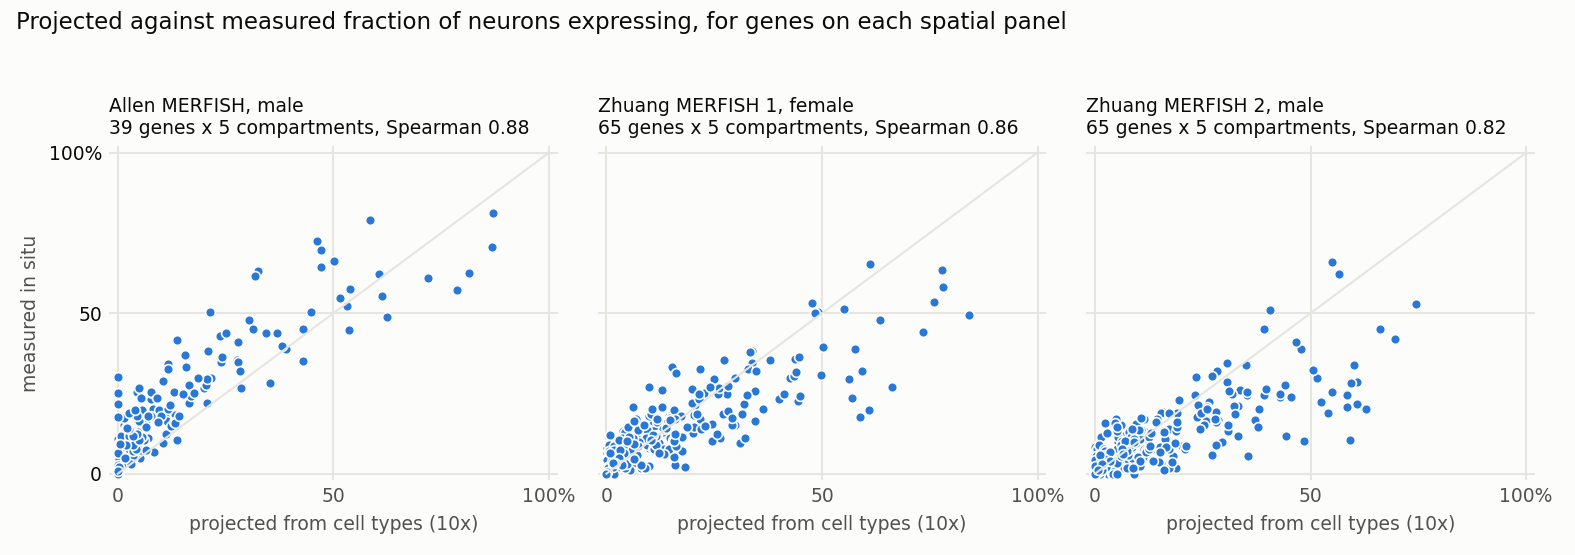 Projected against measured fraction of neurons expressing, for genes on each spatial panel
Allen MERFISH, male
39 genes x 5 compartments, Spearman 0.88
Zhuang MERFISH 1, female
65 genes x 5 compartments, Spearman 0.86
Zhuang MERFISH 2, male
65 genes x 5 compartments, Spearman 0.82
100%
50
0
measured in situ
0 50 100%
0 50 100%
0 50 100%
projected from cell types (10x)
projected from cell types (10x)
projected from cell types (10x)